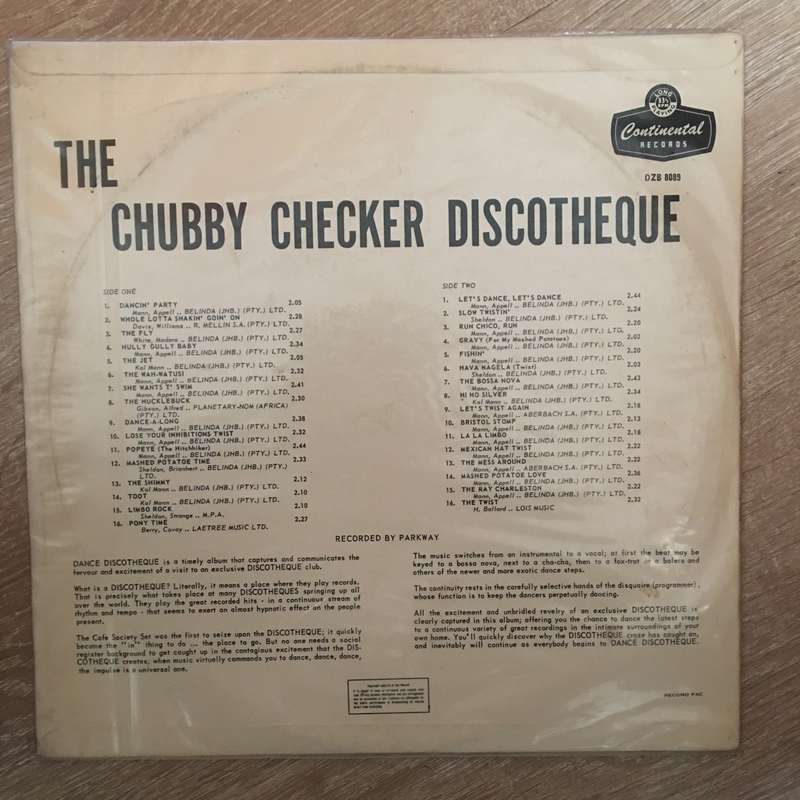 LONG
33⅓
RPM
PLAYING
Continental
RECORDS
DZB 8089
THE
CHUBBY CHECKER DISCOTHEQUE
SIDE ONE
1. DANCIN' PARTY 2.05
Mann, Appell .. BELINDA (JHB.) (PTY.) LTD.
2. WHOLE LOTTA SHAKIN' GOIN' ON 2.28
Davis, Williams .. R. MELLIN S.A. (PTY.) LTD.
3. THE FLY 2.27
White, Madara .. BELINDA (JHB.) (PTY.) LTD.
4. HULLY GULLY BABY 2.34
Mann, Appell .. BELINDA (JHB.) (PTY.) LTD.
5. THE JET 2.05
Kal Mann .. BELINDA (JHB.) (PTY.) LTD.
6. THE WAH-WATUSI 2.32
Mann, Appell .. BELINDA (JHB.) (PTY.) LTD.
7. SHE WANTS T' SWIM 2.41
Mann, Appell .. BELINDA (JHB.) (PTY.) LTD.
8. THE HUCKLEBUCK 2.30
Gibson, Alfred .. PLANETARY-NOM (AFRICA)
(PTY.) LTD.
9. DANCE-A-LONG 2.38
Mann, Appell .. BELINDA (JHB.) (PTY.) LTD.
10. LOSE YOUR INHIBITIONS TWIST 2.32
Mann, Appell .. BELINDA (JHB.) (PTY.) LTD.
11. POPEYE (The Hitchhiker) 2.44
Mann, Appell .. BELINDA (JHB.) (PTY.) LTD.
12. MASHED POTATOE TIME 2.33
Sheldon, Brianbert .. BELINDA (JHB.) (PTY.)
LTD.
13. THE SHIMMY 2.12
Kal Mann .. BELINDA (JHB.) (PTY.) LTD.
14. TOOT 2.10
Kal Mann .. BELINDA (JHB.) (PTY.) LTD.
15. LIMBO ROCK 2.10
Sheldon, Strange .. M.P.A.
16. PONY TIME 2.27
Berry, Covay .. LAETREE MUSIC LTD.
SIDE TWO
1. LET'S DANCE, LET'S DANCE 2.44
Mann, Appell .. BELINDA (JHB.) (PTY.) LTD.
2. SLOW TWISTIN' 2.24
Sheldon .. BELINDA (JHB.) (PTY.) LTD.
3. RUN CHICO, RUN 2.20
Mann, Appell .. BELINDA (JHB.) (PTY.) LTD.
4. GRAVY (For My Mashed Potatoes) 2.02
Mann, Appell .. BELINDA (JHB.) (PTY.) LTD.
5. FISHIN' 2.20
Mann, Appell .. BELINDA (JHB.) (PTY.) LTD.
6. HAVA NAGELA (Twist) 2.02
Sheldon .. BELINDA (JHB.) (PTY.) LTD.
7. THE BOSSA NOVA 2.43
Mann, Appell .. BELINDA (JHB.) (PTY.) LTD.
8. HI HO SILVER 2.34
Kal Mann .. BELINDA (JHB.) (PTY.) LTD.
9. LET'S TWIST AGAIN 2.18
Mann, Appell .. ABERBACH S.A. (PTY.) LTD.
10. BRISTOL STOMP 2.12
Mann, Appell .. BELINDA (JHB.) (PTY.) LTD.
11. LA LA LIMBO 2.18
Mann, Appell .. BELINDA (JHB.) (PTY.) LTD.
12. MEXICAN HAT TWIST 2.22
Mann, Appell .. BELINDA (JHB.) (PTY.) LTD.
13. THE MESS AROUND 2.22
Mann, Appell .. ABERBACH S.A. (PTY.) LTD.
14. MASHED POTATOE LOVE 2.36
Mann, Appell .. BELINDA (JHB.) (PTY.) LTD.
15. THE RAY CHARLESTON 2.22
Mann, Appell .. BELINDA (JHB.) (PTY.) LTD.
16. THE TWIST 2.32
H. Ballard .. LOIS MUSIC
RECORDED BY PARKWAY
DANCE DISCOTHEQUE is a timely album that captures and communicates the
fervour and excitement of a visit to an exclusive DISCOTHEQUE club.
What is a DISCOTHEQUE? Literally, it means a place where they play records.
That is precisely what takes place at many DISCOTHEQUES springing up all
over the world. They play the great recorded hits - in a continuous stream of
rhythm and tempo - that seems to exert an almost hypnotic effect on the people
present.
The Cafe Society Set was the first to seize upon the DISCOTHEQUE; it quickly
became the "in" thing to do ... the place to go. But no one needs a social
register background to get caught up in the contagious excitement that the DIS-
COTHEQUE creates; when music virtually commands you to dance, dance, dance,
the impulse is a universal one.
The music switches from an instrumental to a vocal; at first the beat may be
keyed to a bossa nova, next to a cha-cha, then to a fox-trot or a bolero and
others of the newer and more exotic dance steps.
The continuity rests in the carefully selective hands of the disquaire (programmer),
whose function is to keep the dancers perpetually dancing.
All the excitement and unbridled revelry of an exclusive DISCOTHEQUE is
clearly captured in this album; offering you the chance to dance the latest steps
to a continuous variety of great recordings in the intimate surroundings of your
own home. You'll quickly discover why the DISCOTHEQUE craze has caught on,
and inevitably will continue as everybody begins to DANCE DISCOTHEQUE.
RECORD PAC